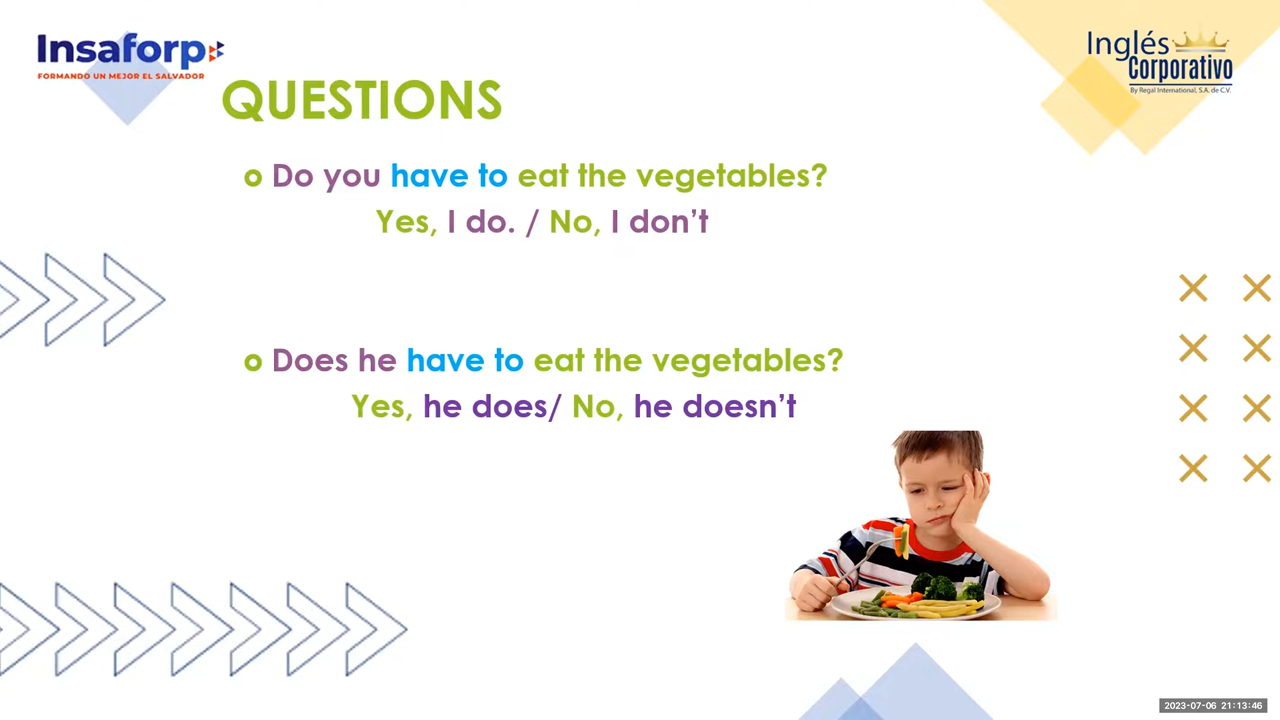 Insaforp
FORMANDO UN MEJOR EL SALVADOR
Inglés
Corporativo
By Regal International, S.A. de C.V.
QUESTIONS
o Do you have to eat the vegetables?
Yes, I do. / No, I don’t
o Does he have to eat the vegetables?
Yes, he does/ No, he doesn’t
2023-07-06 21:13:46